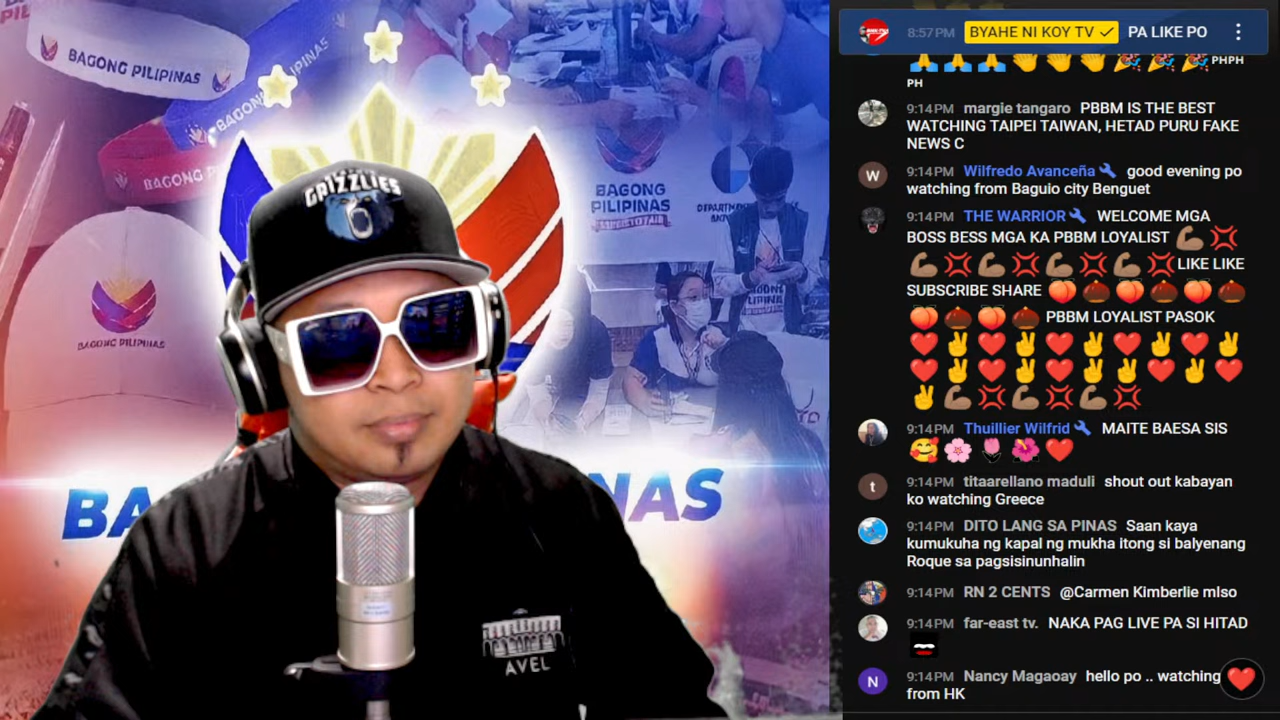 BAGONG PILIPINAS
BAGONG
BAGONG
BAGONG
PILIPINAS
BAGONG PILIPINAS
GRIZZLIES
BA
NAS
AVEL
8:57 PM BYAHE NI KOY TV PA LIKE PO
🙏🙏🙏👏👏👏🎉🎉🎉PHPH
PH
9:14 PM margie tangaro PBBM IS THE BEST
WATCHING TAIPEI TAIWAN, HETAD PURU FAKE
NEWS C
W
9:14 PM Wilfredo Avanceña🔧 good evening po
watching from Baguio city Benguet
9:14 PM THE WARRIOR🔧 WELCOME MGA
BOSS BESS MGA KA PBBM LOYALIST 💪🏽💢
💪🏽💢💪🏽💢💪🏽💢💪🏽💢LIKE LIKE
SUBSCRIBE SHARE 🍑🌰🍑🌰🍑🌰
🍑🌰🍑🌰 PBBM LOYALIST PASOK
❤️✌️❤️✌️❤️✌️❤️✌️❤️✌️
❤️✌️❤️✌️❤️✌️✌️❤️✌️❤️
✌️💪🏽💢💪🏽💢💪🏽💢
9:14 PM Thuillier Wilfrid🔧 MAITE BAESA SIS
🥰🌸🌷🌺❤️
t
9:14 PM titaarellano maduli shout out kabayan
ko watching Greece
9:14 PM DITO LANG SA PINAS Saan kaya
kumukuha ng kapal ng mukha itong si balyenang
Roque sa pagsisinunhalin
9:14 PM RN 2 CENTS @Carmen Kimberlie mlso
9:14 PM far-east tv. NAKA PAG LIVE PA SI HITAD
N
9:14 PM Nancy Magaoay hello po .. watching
from HK